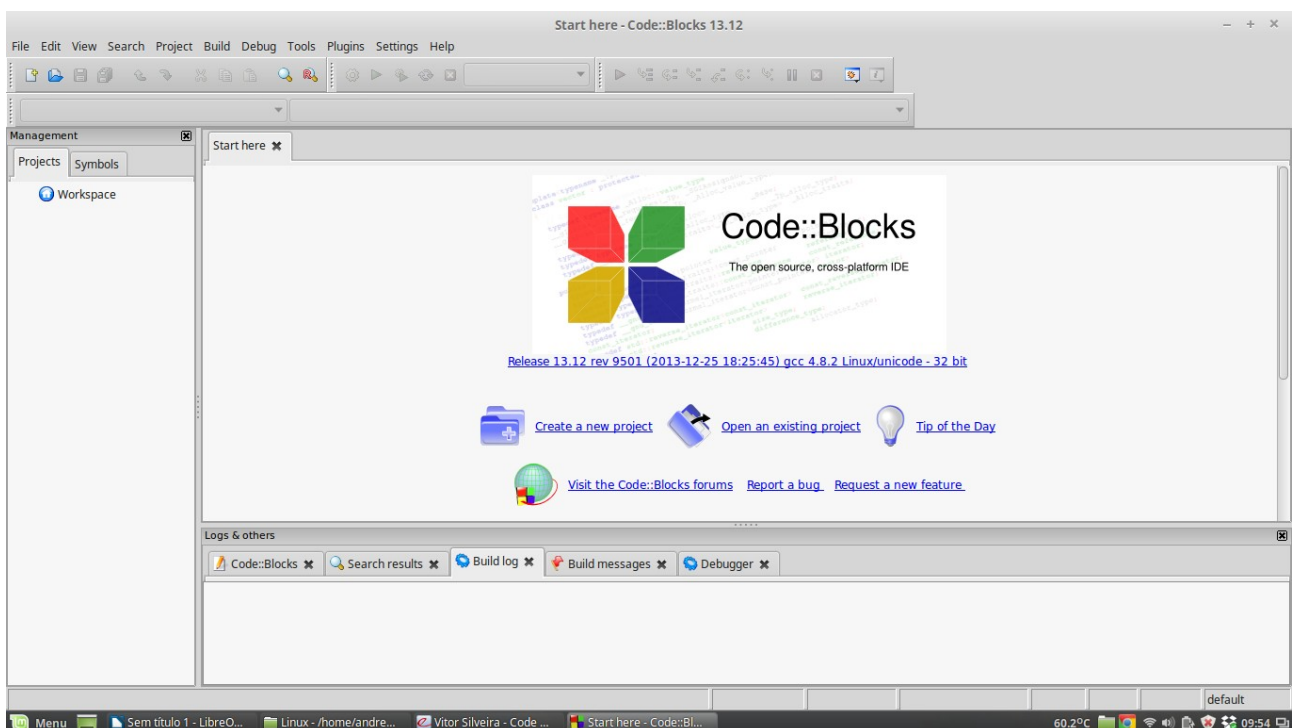 Start here - Code::Blocks 13.12
File Edit View Search Project Build Debug Tools Plugins Settings Help
Management
Projects Symbols
Workspace
Start here
Code::Blocks
The open source, cross-platform IDE
Release 13.12 rev 9501 (2013-12-25 18:25:45) gcc 4.8.2 Linux/unicode - 32 bit
Create a new project Open an existing project Tip of the Day
Visit the Code::Blocks forums Report a bug Request a new feature
Logs & others
Code::Blocks Search results Build log Build messages Debugger
default
Menu Sem título 1 - LibreO... Linux - /home/andre... Vitor Silveira - Code ... Start here - Code::Bl... 60.2°C 09:54